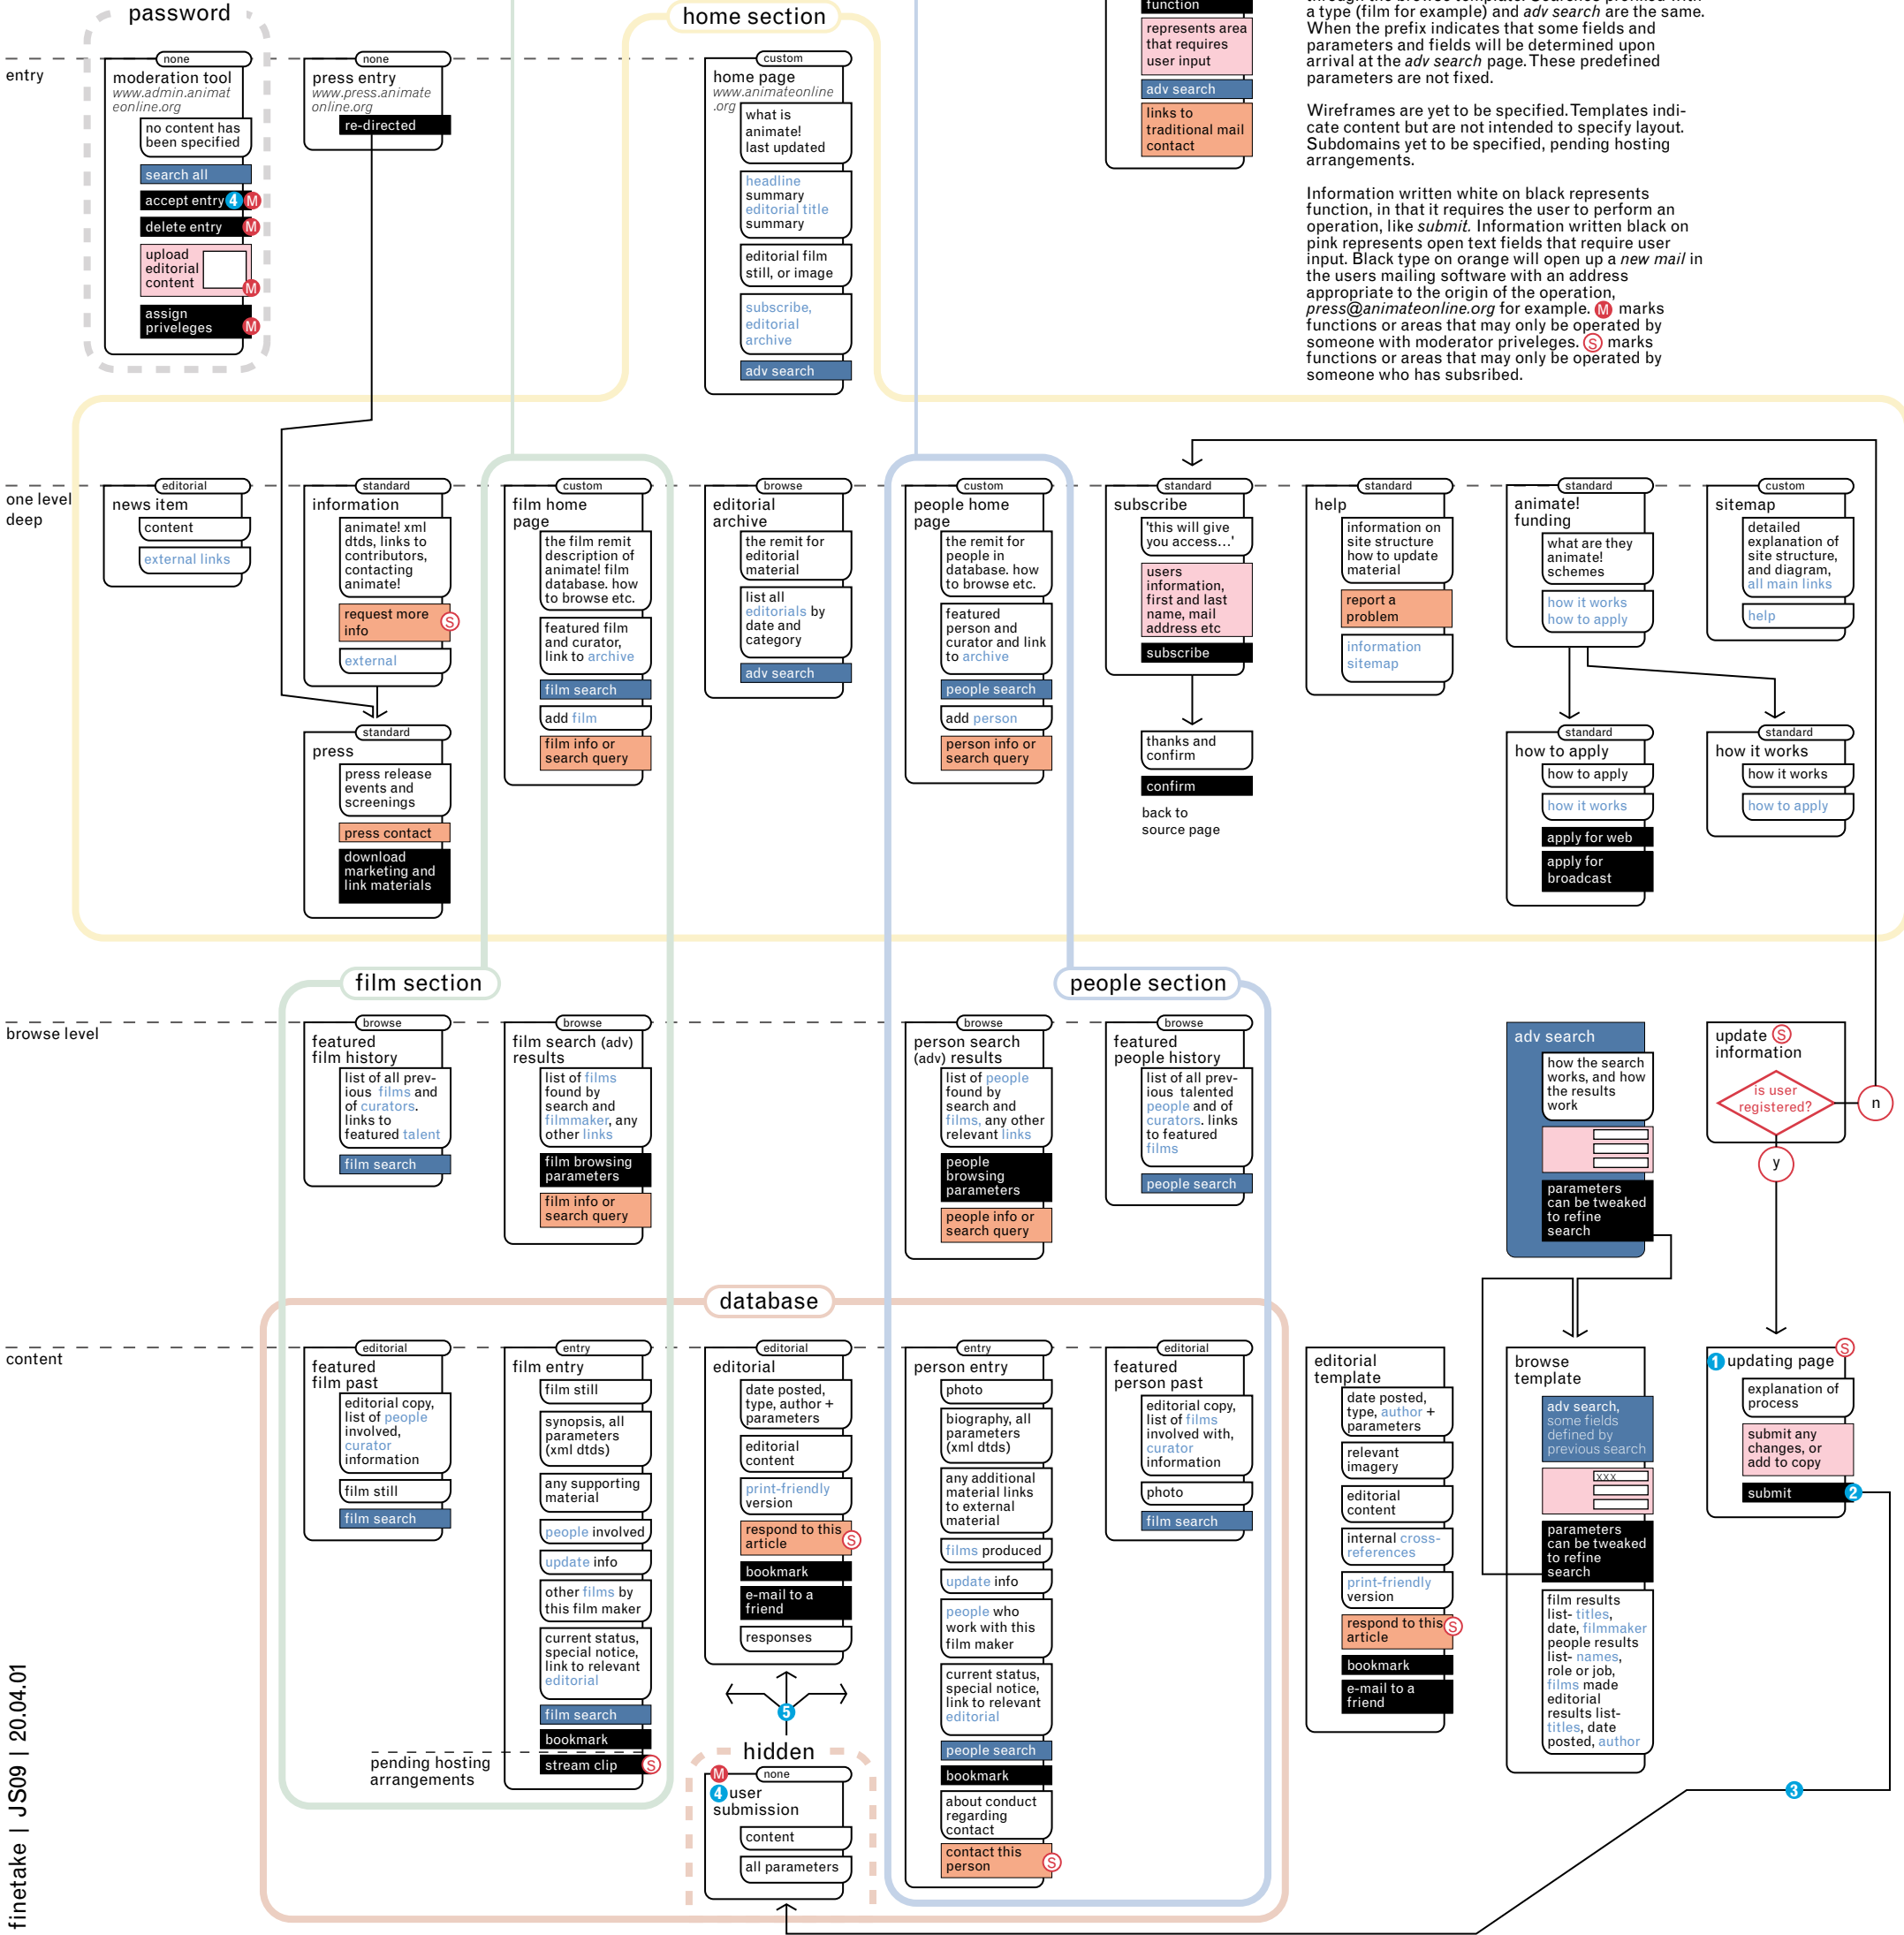 password
home section
function
a type (film for example) and adv search are the same.
When the prefix indicates that some fields and
parameters and fields will be determined upon
arrival at the adv search page. These predefined
parameters are not fixed.
Wireframes are yet to be specified. Templates indi-
cate content but are not intended to specify layout.
Subdomains yet to be specified, pending hosting
arrangements.
Information written white on black represents
function, in that it requires the user to perform an
operation, like submit. Information written black on
pink represents open text fields that require user
input. Black type on orange will open up a new mail in
the users mailing software with an address
appropriate to the origin of the operation,
press@animateonline.org for example. M marks
functions or areas that may only be operated by
someone with moderator priveleges. S marks
functions or areas that may only be operated by
someone who has subsribed.
represents area
that requires
user input
adv search
links to
traditional mail
contact
entry
none
moderation tool
www.admin.animat
eonline.org
no content has
been specified
search all
accept entry 4 M
delete entry M
upload
editorial
content
M
assign
priveleges M
none
press entry
www.press.animate
online.org
re-directed
custom
home page
www.animateonline
.org
what is
animate!
last updated
headline
summary
editorial title
summary
editorial film
still, or image
subscribe,
editorial
archive
adv search
one level
deep
editorial
news item
content
external links
standard
information
animate! xml
dtds, links to
contributors,
contacting
animate!
request more
info S
external
standard
press
press release
events and
screenings
press contact
download
marketing and
link materials
custom
film home
page
the film remit
description of
animate! film
database. how
to browse etc.
featured film
and curator,
link to archive
film search
add film
film info or
search query
browse
editorial
archive
the remit for
editorial
material
list all
editorials by
date and
category
adv search
custom
people home
page
the remit for
people in
database. how
to browse etc.
featured
person and
curator and link
to archive
people search
add person
person info or
search query
standard
subscribe
'this will give
you access...'
users
information,
first and last
name, mail
address etc
subscribe
thanks and
confirm
confirm
back to
source page
standard
help
information on
site structure
how to update
material
report a
problem
information
sitemap
standard
animate!
funding
what are they
animate!
schemes
how it works
how to apply
standard
how to apply
how to apply
how it works
apply for web
apply for
broadcast
custom
sitemap
detailed
explanation of
site structure,
and diagram,
all main links
help
standard
how it works
how it works
how to apply
film section
people section
browse level
browse
featured
film history
list of all prev-
ious films and
of curators.
links to
featured talent
film search
browse
film search (adv)
results
list of films
found by
search and
filmmaker, any
other links
film browsing
parameters
film info or
search query
browse
person search
(adv) results
list of people
found by
search and
films, any other
relevant links
people
browsing
parameters
people info or
search query
browse
featured
people history
list of all prev-
ious talented
people and of
curators. links
to featured
films
people search
adv search
how the search
works, and how
the results
work
parameters
can be tweaked
to refine
search
update S
information
is user
registered?
n
y
database
content
editorial
featured
film past
editorial copy,
list of people
involved,
curator
information
film still
film search
entry
film entry
film still
synopsis, all
parameters
(xml dtds)
any supporting
material
people involved
update info
other films by
this film maker
current status,
special notice,
link to relevant
editorial
film search
bookmark
pending hosting
arrangements
stream clip S
editorial
editorial
date posted,
type, author +
parameters
editorial
content
print-friendly
version
respond to this
article S
bookmark
e-mail to a
friend
responses
5
hidden
M none
4 user
submission
content
all parameters
entry
person entry
photo
biography, all
parameters
(xml dtds)
any additional
material links
to external
material
films produced
update info
people who
work with this
film maker
current status,
special notice,
link to relevant
editorial
people search
bookmark
about conduct
regarding
contact
contact this
person S
editorial
featured
person past
editorial copy,
list of films
involved with,
curator
information
photo
film search
editorial
template
date posted,
type, author +
parameters
relevant
imagery
editorial
content
internal cross-
references
print-friendly
version
respond to this
article S
bookmark
e-mail to a
friend
browse
template
adv search,
some fields
defined by
previous search
xxx
parameters
can be tweaked
to refine
search
film results
list- titles,
date, filmmaker
people results
list- names,
role or job,
films made
editorial
results list-
titles, date
posted, author
S
1 updating page
explanation of
process
submit any
changes, or
add to copy
submit 2
3
finetake | JS09 | 20.04.01